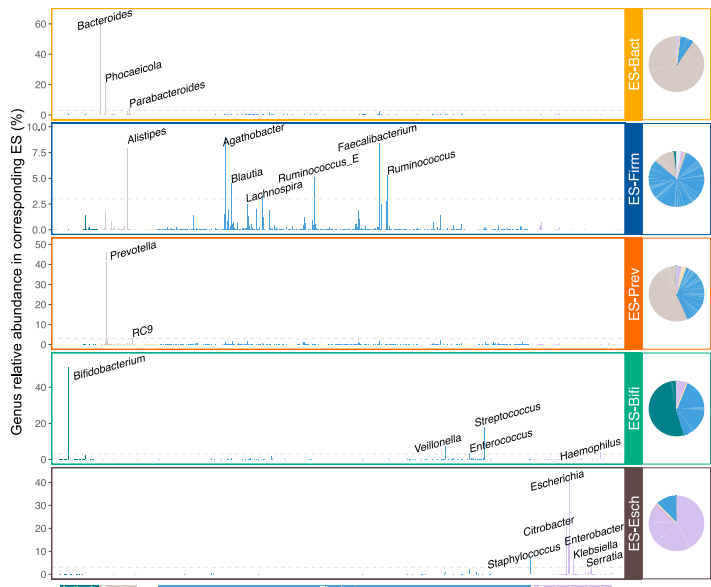 Genus relative abundance in corresponding ES (%)
60
40
20
0
Bacteroides
Phocaeicola
Parabacteroides
ES-Bact
10.0
7.5
5.0
2.5
0.0
Alistipes
Agathobacter
Blautia
Lachnospira
Ruminococcus_E
Faecalibacterium
Ruminococcus
ES-Firm
50
40
30
20
10
0
Prevotella
RC9
ES-Prev
40
20
0
Bifidobacterium
Veillonella
Streptococcus
Enterococcus
Haemophilus
ES-Bifi
40
30
20
10
0
Escherichia
Citrobacter
Enterobacter
Staphylococcus
Klebsiella
Serratia
ES-Esch